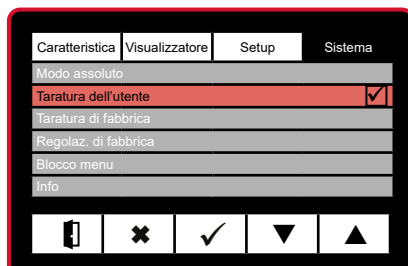 Caratteristica Visualizzatore Setup Sistema
Modo assoluto
Taratura dell'utente
Taratura di fabbrica
Regolaz. di fabbrica
Blocco menu
Info